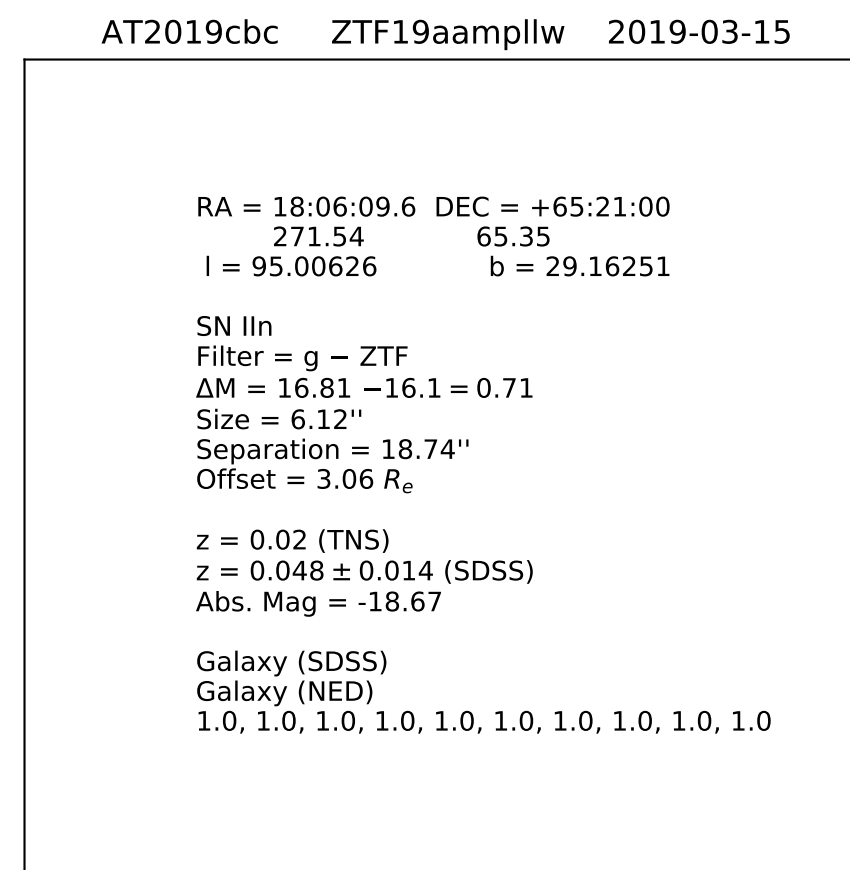 AT2019cbc ZTF19aampllw 2019-03-15
RA = 18:06:09.6 DEC = +65:21:00
271.54 65.35
l = 95.00626 b = 29.16251
SN IIn
Filter = g − ZTF
ΔM = 16.81 −16.1 = 0.71
Size = 6.12''
Separation = 18.74''
Offset = 3.06 Rₑ
z = 0.02 (TNS)
z = 0.048 ± 0.014 (SDSS)
Abs. Mag = -18.67
Galaxy (SDSS)
Galaxy (NED)
1.0, 1.0, 1.0, 1.0, 1.0, 1.0, 1.0, 1.0, 1.0, 1.0